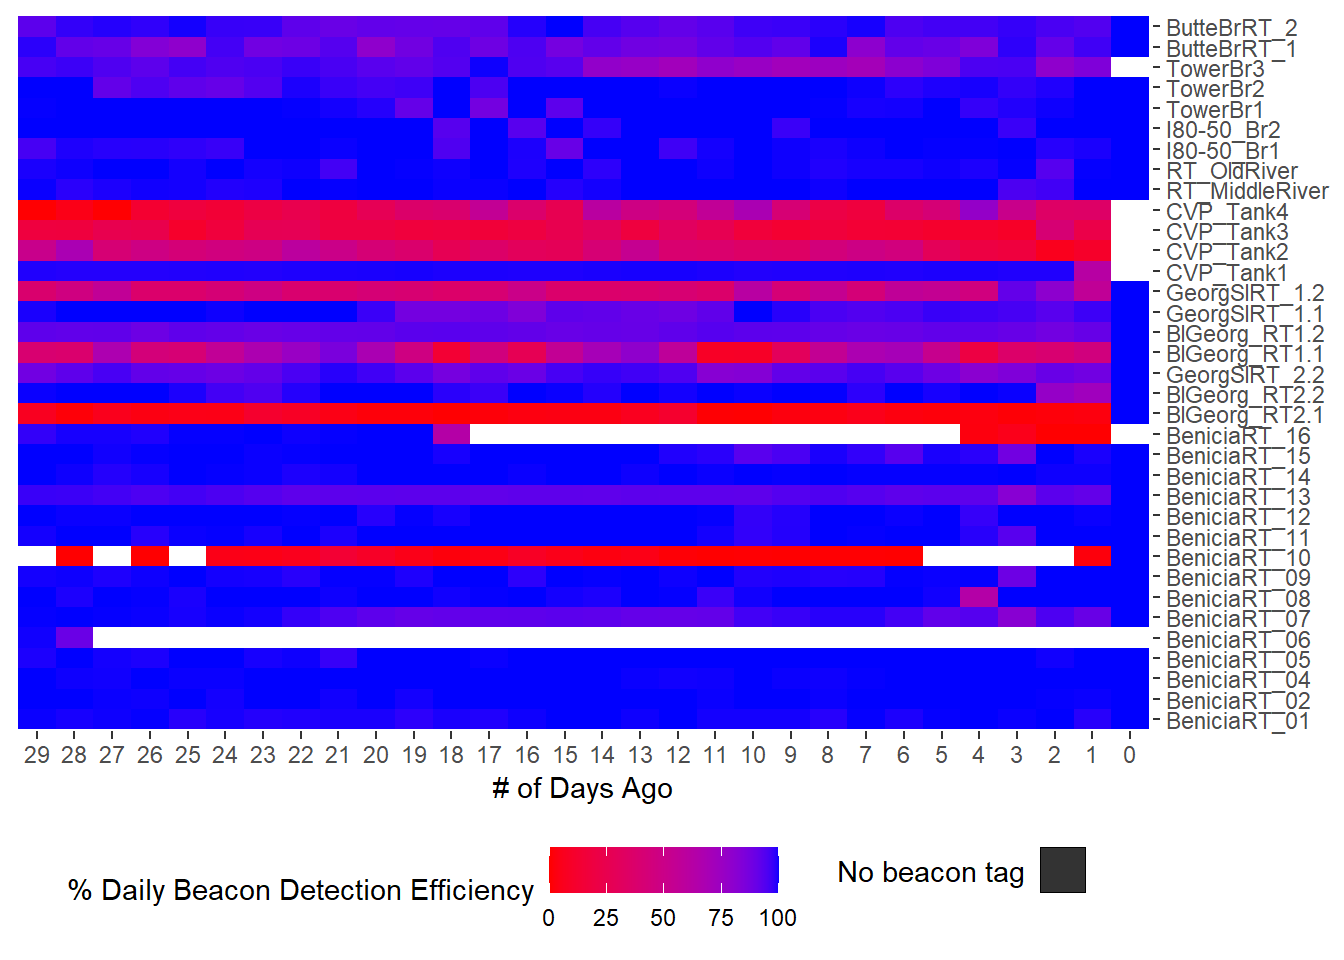 ButteBrRT_2
ButteBrRT_1
TowerBr3
TowerBr2
TowerBr1
I80-50_Br2
I80-50_Br1
RT_OldRiver
RT_MiddleRiver
CVP_Tank4
CVP_Tank3
CVP_Tank2
CVP_Tank1
GeorgSlRT_1.2
GeorgSlRT_1.1
BlGeorg_RT1.2
BlGeorg_RT1.1
GeorgSlRT_2.2
BlGeorg_RT2.2
BlGeorg_RT2.1
BeniciaRT_16
BeniciaRT_15
BeniciaRT_14
BeniciaRT_13
BeniciaRT_12
BeniciaRT_11
BeniciaRT_10
BeniciaRT_09
BeniciaRT_08
BeniciaRT_07
BeniciaRT_06
BeniciaRT_05
BeniciaRT_04
BeniciaRT_02
BeniciaRT_01
29 28 27 26 25 24 23 22 21 20 19 18 17 16 15 14 13 12 11 10 9 8 7 6 5 4 3 2 1 0
# of Days Ago
% Daily Beacon Detection Efficiency
0 25 50 75 100
No beacon tag